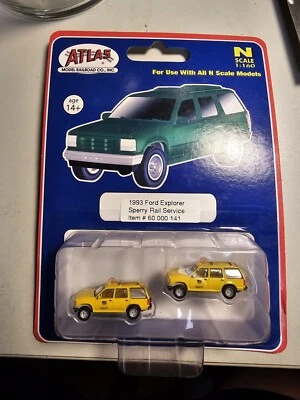 ATLAS
MODEL RAILROAD CO., INC.
N
SCALE
1:160
For Use With All N Scale Models
age
14+
1993 Ford Explorer
Sperry Rail Service
Item # 60 000 141